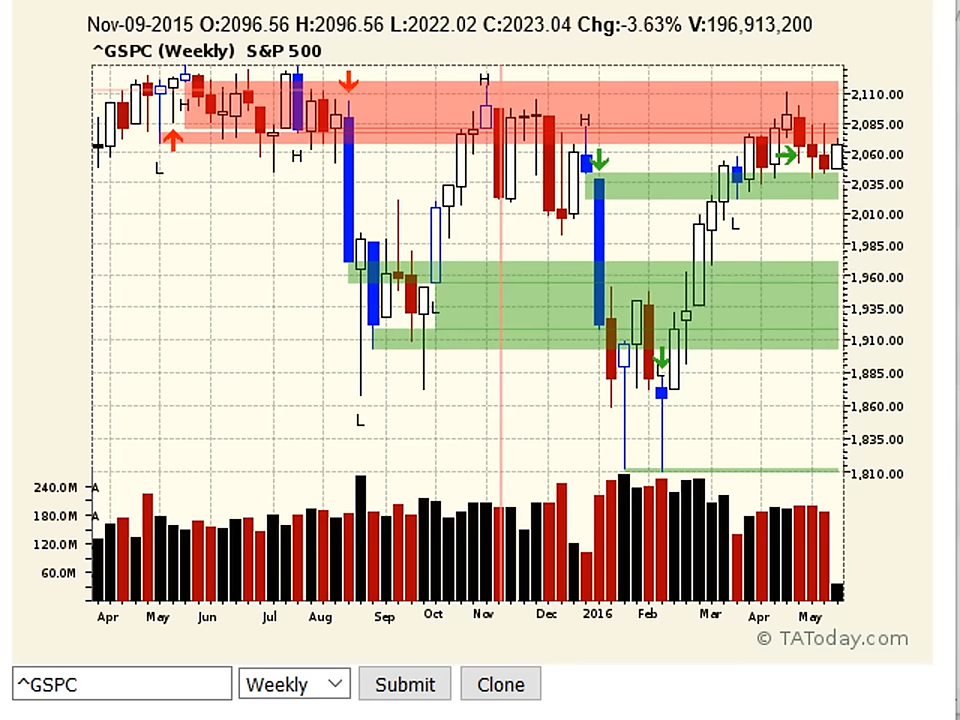 Nov-09-2015 O:2096.56 H:2096.56 L:2022.02 C:2023.04 Chg:-3.63% V:196,913,200
^GSPC (Weekly) S&P 500
H
2,110.00
H
2,085.00
H
H
2,060.00
L
2,035.00
L
2,010.00
1,985.00
1,960.00
L
1,935.00
1,910.00
1,885.00
L
1,860.00
1,835.00
1,810.00
240.0M A
180.0M A
120.0M
60.0M
Apr May Jun Jul Aug Sep Oct Nov Dec 2016 Feb Mar Apr May
© TAToday.com
^GSPC Weekly Submit Clone